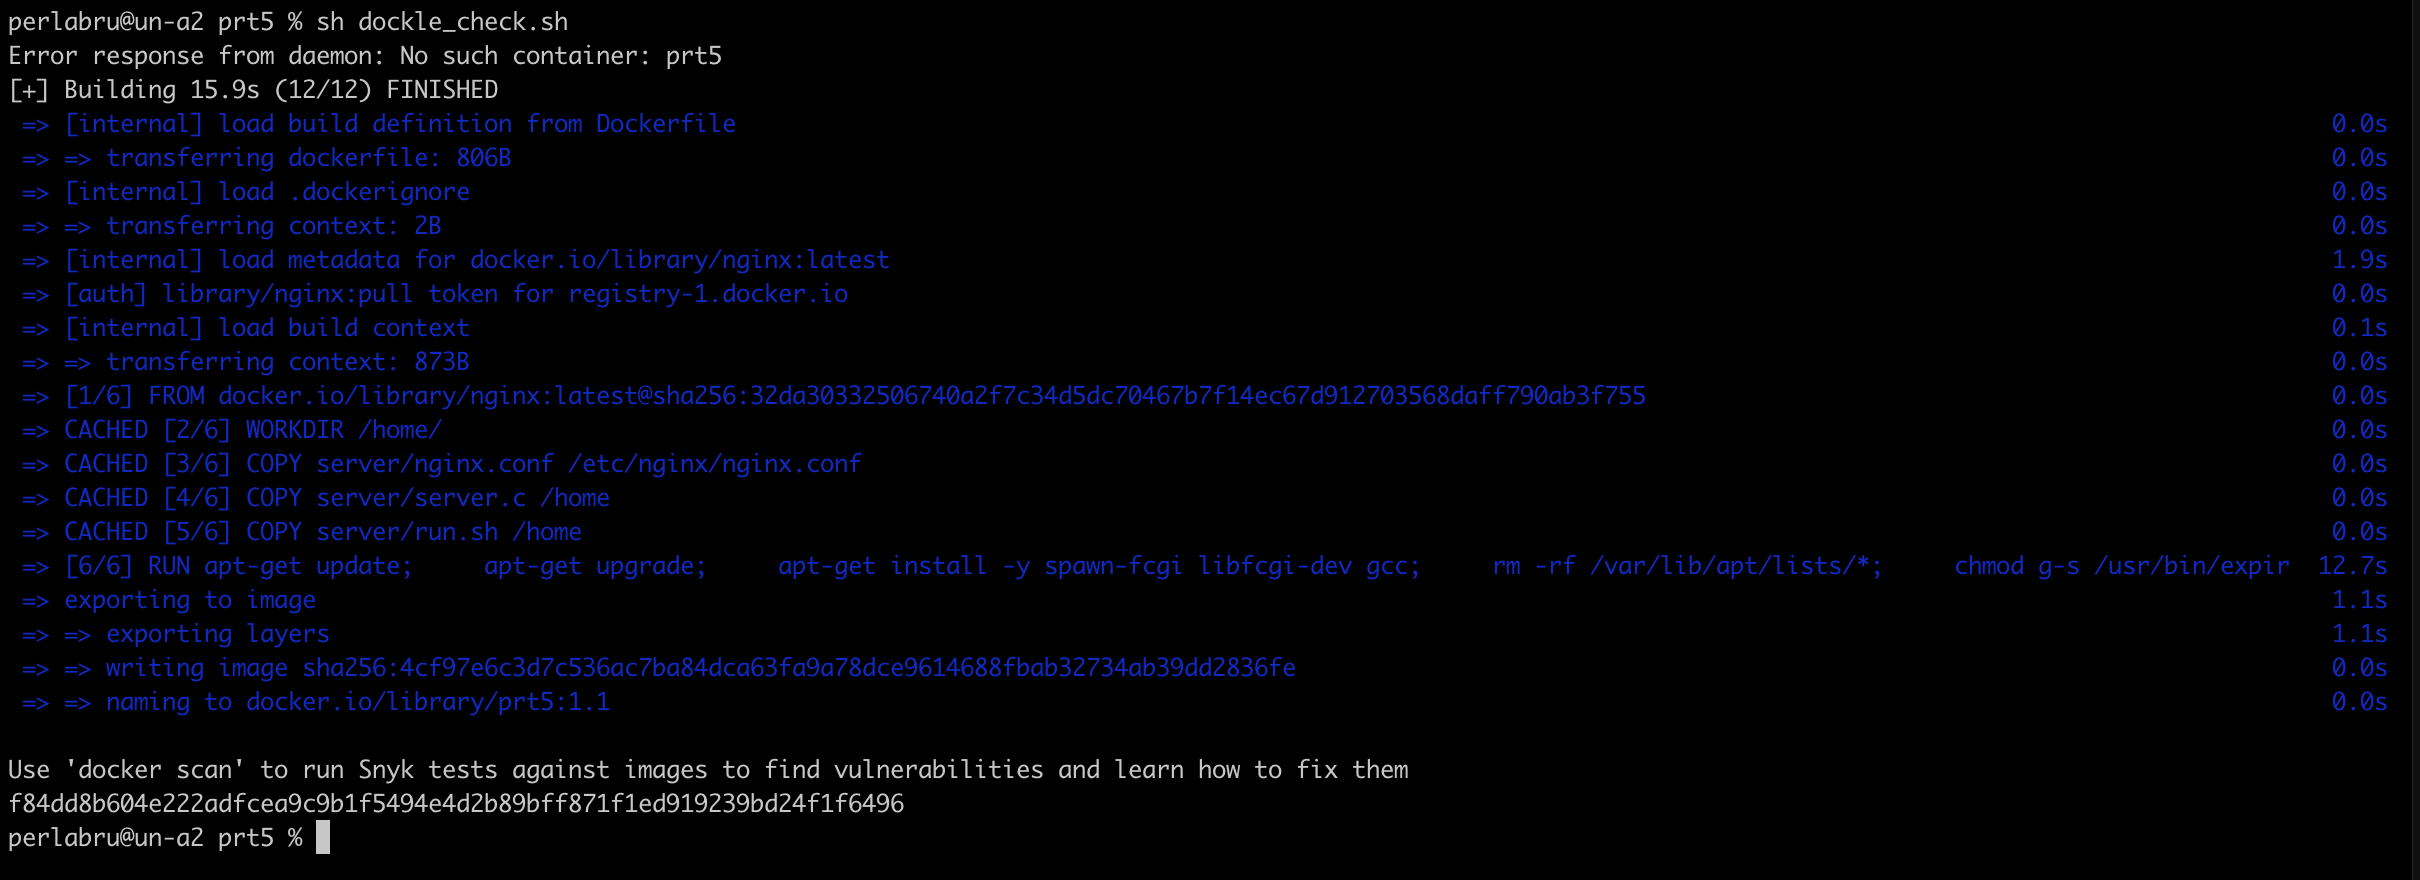 perlabru@un-a2 prt5 % sh dockle_check.sh
Error response from daemon: No such container: prt5
[+] Building 15.9s (12/12) FINISHED
=> [internal] load build definition from Dockerfile 0.0s
=> => transferring dockerfile: 806B 0.0s
=> [internal] load .dockerignore 0.0s
=> => transferring context: 2B 0.0s
=> [internal] load metadata for docker.io/library/nginx:latest 1.9s
=> [auth] library/nginx:pull token for registry-1.docker.io 0.0s
=> [internal] load build context 0.1s
=> => transferring context: 873B 0.0s
=> [1/6] FROM docker.io/library/nginx:latest@sha256:32da30332506740a2f7c34d5dc70467b7f14ec67d912703568daff790ab3f755 0.0s
=> CACHED [2/6] WORKDIR /home/ 0.0s
=> CACHED [3/6] COPY server/nginx.conf /etc/nginx/nginx.conf 0.0s
=> CACHED [4/6] COPY server/server.c /home 0.0s
=> CACHED [5/6] COPY server/run.sh /home 0.0s
=> [6/6] RUN apt-get update;     apt-get upgrade;     apt-get install -y spawn-fcgi libfcgi-dev gcc;     rm -rf /var/lib/apt/lists/*;     chmod g-s /usr/bin/expir 12.7s
=> exporting to image 1.1s
=> => exporting layers 1.1s
=> => writing image sha256:4cf97e6c3d7c536ac7ba84dca63fa9a78dce9614688fbab32734ab39dd2836fe 0.0s
=> => naming to docker.io/library/prt5:1.1 0.0s
Use 'docker scan' to run Snyk tests against images to find vulnerabilities and learn how to fix them
f84dd8b604e222adfcea9c9b1f5494e4d2b89bff871f1ed919239bd24f1f6496
perlabru@un-a2 prt5 %